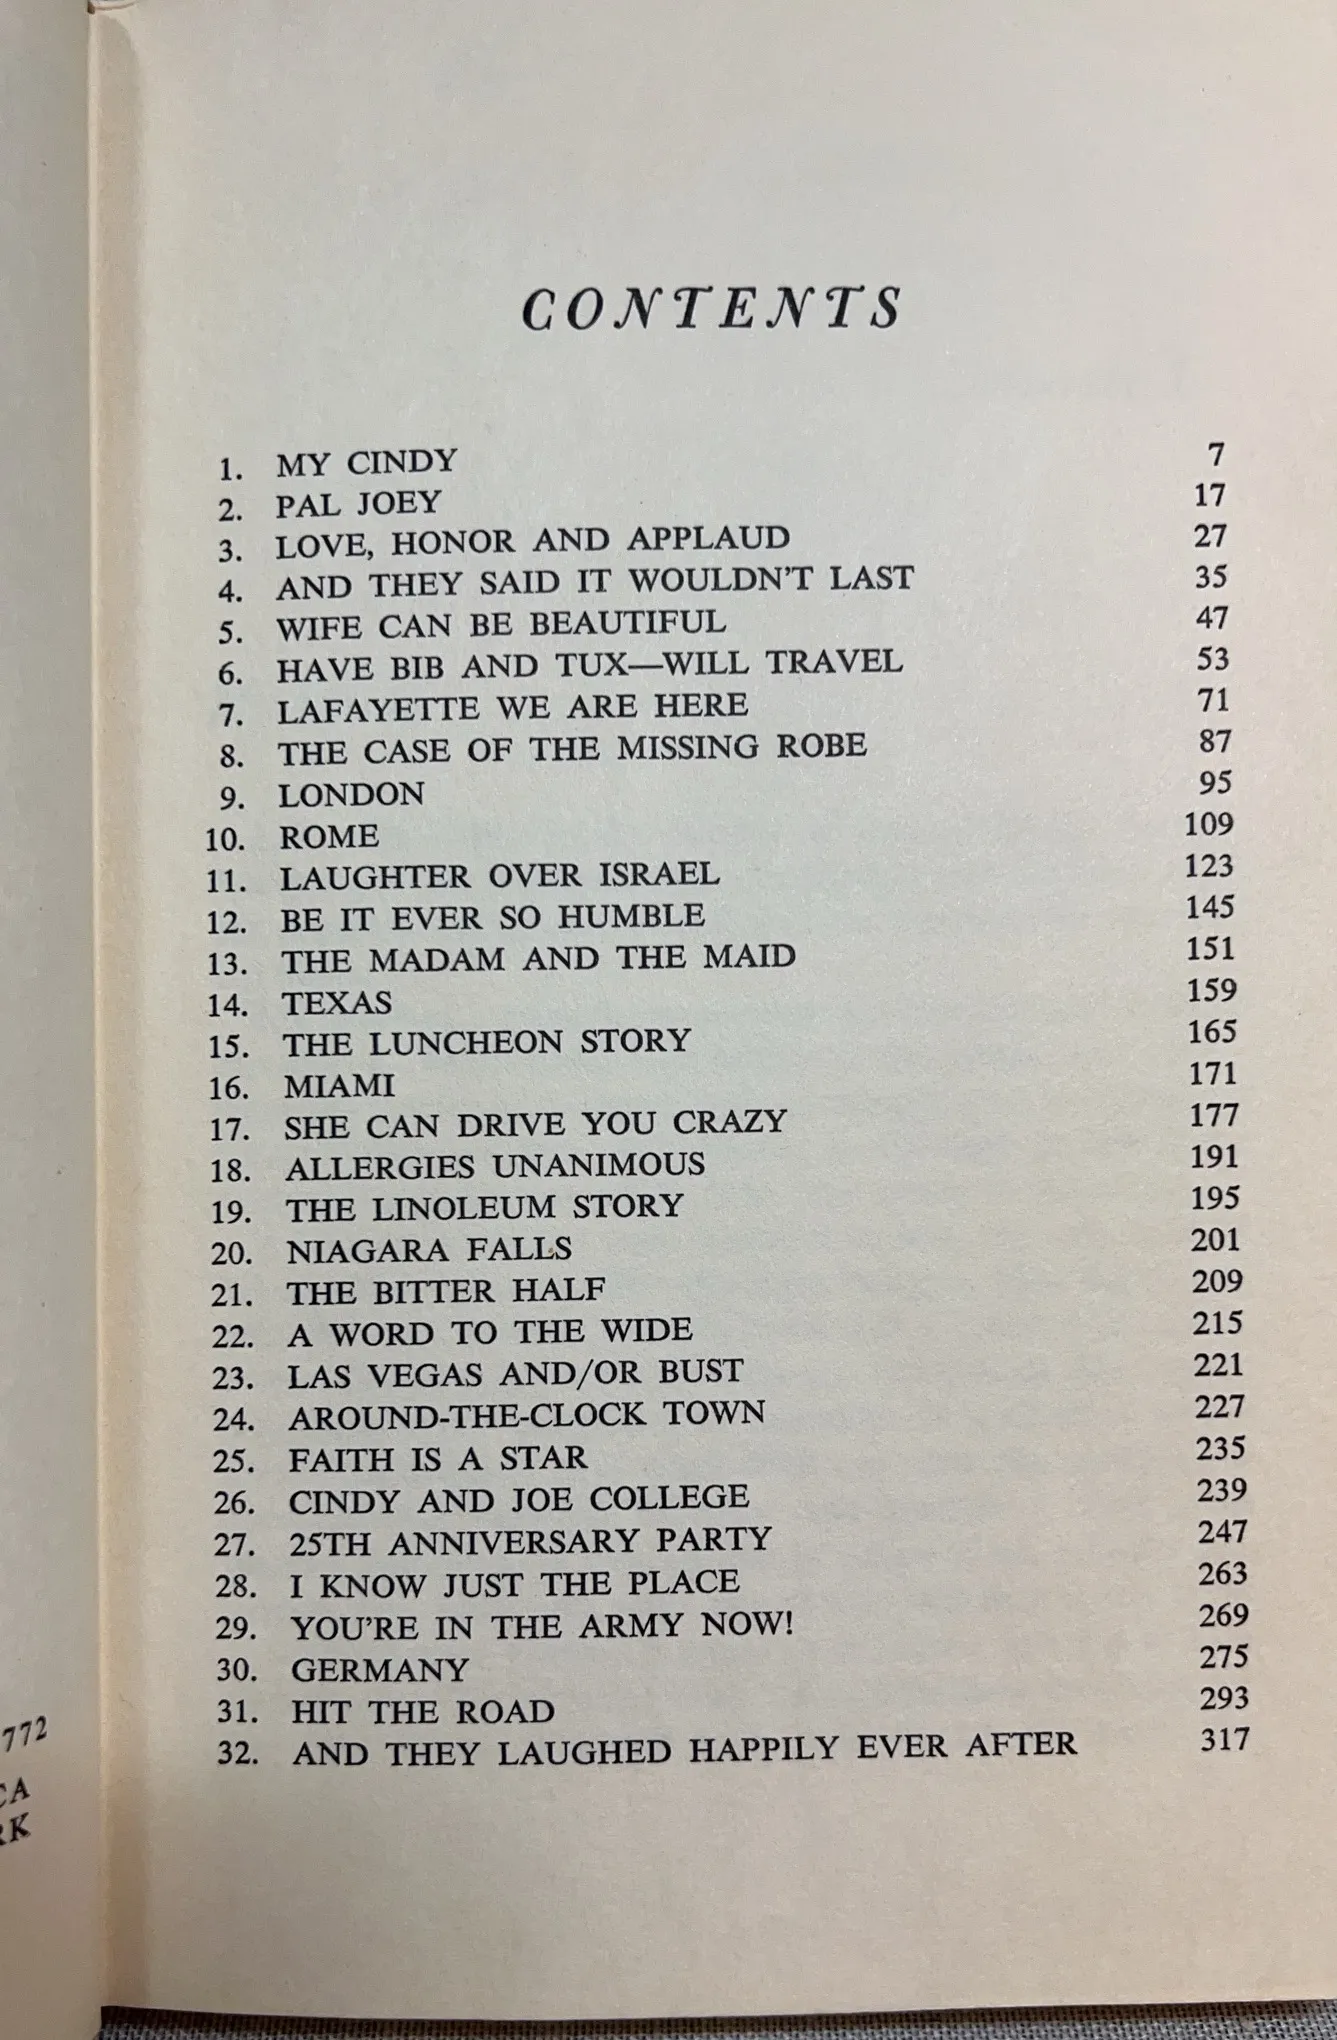 CONTENTS
1. MY CINDY 7
2. PAL JOEY 17
3. LOVE, HONOR AND APPLAUD 27
4. AND THEY SAID IT WOULDN'T LAST 35
5. WIFE CAN BE BEAUTIFUL 47
6. HAVE BIB AND TUX—WILL TRAVEL 53
7. LAFAYETTE WE ARE HERE 71
8. THE CASE OF THE MISSING ROBE 87
9. LONDON 95
10. ROME 109
11. LAUGHTER OVER ISRAEL 123
12. BE IT EVER SO HUMBLE 145
13. THE MADAM AND THE MAID 151
14. TEXAS 159
15. THE LUNCHEON STORY 165
16. MIAMI 171
17. SHE CAN DRIVE YOU CRAZY 177
18. ALLERGIES UNANIMOUS 191
19. THE LINOLEUM STORY 195
20. NIAGARA FALLS 201
21. THE BITTER HALF 209
22. A WORD TO THE WIDE 215
23. LAS VEGAS AND/OR BUST 221
24. AROUND-THE-CLOCK TOWN 227
25. FAITH IS A STAR 235
26. CINDY AND JOE COLLEGE 239
27. 25TH ANNIVERSARY PARTY 247
28. I KNOW JUST THE PLACE 263
29. YOU'RE IN THE ARMY NOW! 269
30. GERMANY 275
31. HIT THE ROAD 293
32. AND THEY LAUGHED HAPPILY EVER AFTER 317
772
CA
RK